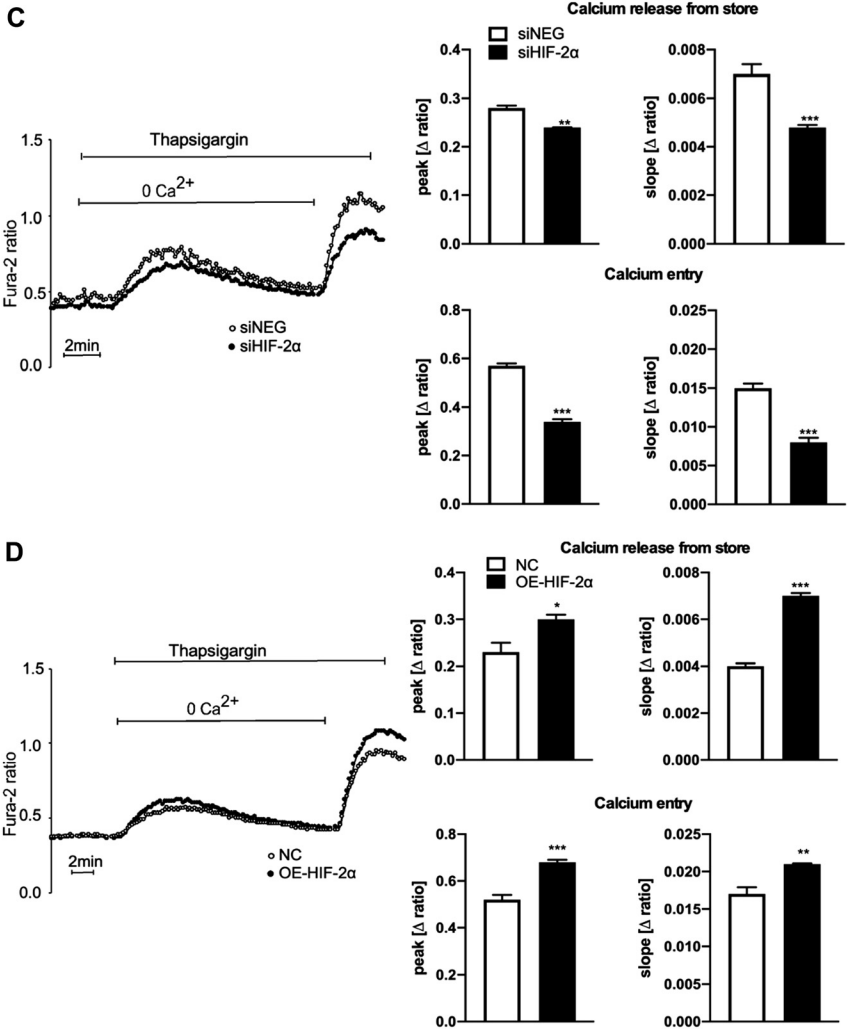 C
Calcium release from store
siNEG
siHIF-2α
Thapsigargin
0 Ca2+
Fura-2 ratio
1.5
1.0
0.5
0.0
2min
siNEG
siHIF-2α
peak [Δ ratio]
0.4
0.3
0.2
0.1
0.0
**
slope [Δ ratio]
0.008
0.006
0.004
0.002
0.000
***
Calcium entry
peak [Δ ratio]
0.8
0.6
0.4
0.2
0.0
***
slope [Δ ratio]
0.025
0.020
0.015
0.010
0.005
0.000
***
D
Calcium release from store
NC
OE-HIF-2α
Thapsigargin
0 Ca2+
Fura-2 ratio
1.5
1.0
0.5
0.0
2min
NC
OE-HIF-2α
peak [Δ ratio]
0.4
0.3
0.2
0.1
0.0
*
slope [Δ ratio]
0.008
0.006
0.004
0.002
0.000
***
Calcium entry
peak [Δ ratio]
0.8
0.6
0.4
0.2
0.0
***
slope [Δ ratio]
0.025
0.020
0.015
0.010
0.005
0.000
**